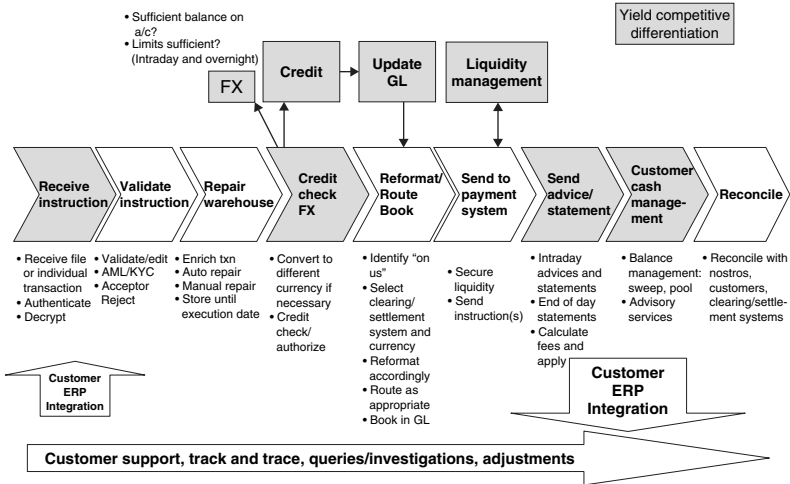 • Sufficient balance on
a/c?
• Limits sufficient?
(Intraday and overnight)
Yield competitive
differentiation
FX
Credit
Update
GL
Liquidity
management
Receive
instruction
Validate
instruction
Repair
warehouse
Credit
check
FX
Reformat/
Route
Book
Send to
payment
system
Send
advice/
statement
Customer
cash
manage-
ment
Reconcile
• Receive file
or individual
transaction
• Authenticate
• Decrypt
• Validate/edit
• AML/KYC
• Acceptor
Reject
• Enrich txn
• Auto repair
• Manual repair
• Store until
execution date
• Convert to
different
currency if
necessary
• Credit
check/
authorize
• Identify “on
us”
• Select
clearing/
settlement
system and
currency
• Reformat
accordingly
• Route as
appropriate
• Book in GL
• Secure
liquidity
• Send
instruction(s)
• Intraday
advices and
statements
• End of day
statements
• Calculate
fees and
apply
• Balance
management:
sweep, pool
• Advisory
services
• Reconcile with
nostros,
customers,
clearing/settle-
ment systems
Customer
ERP
Integration
Customer
ERP
Integration
Customer support, track and trace, queries/investigations, adjustments